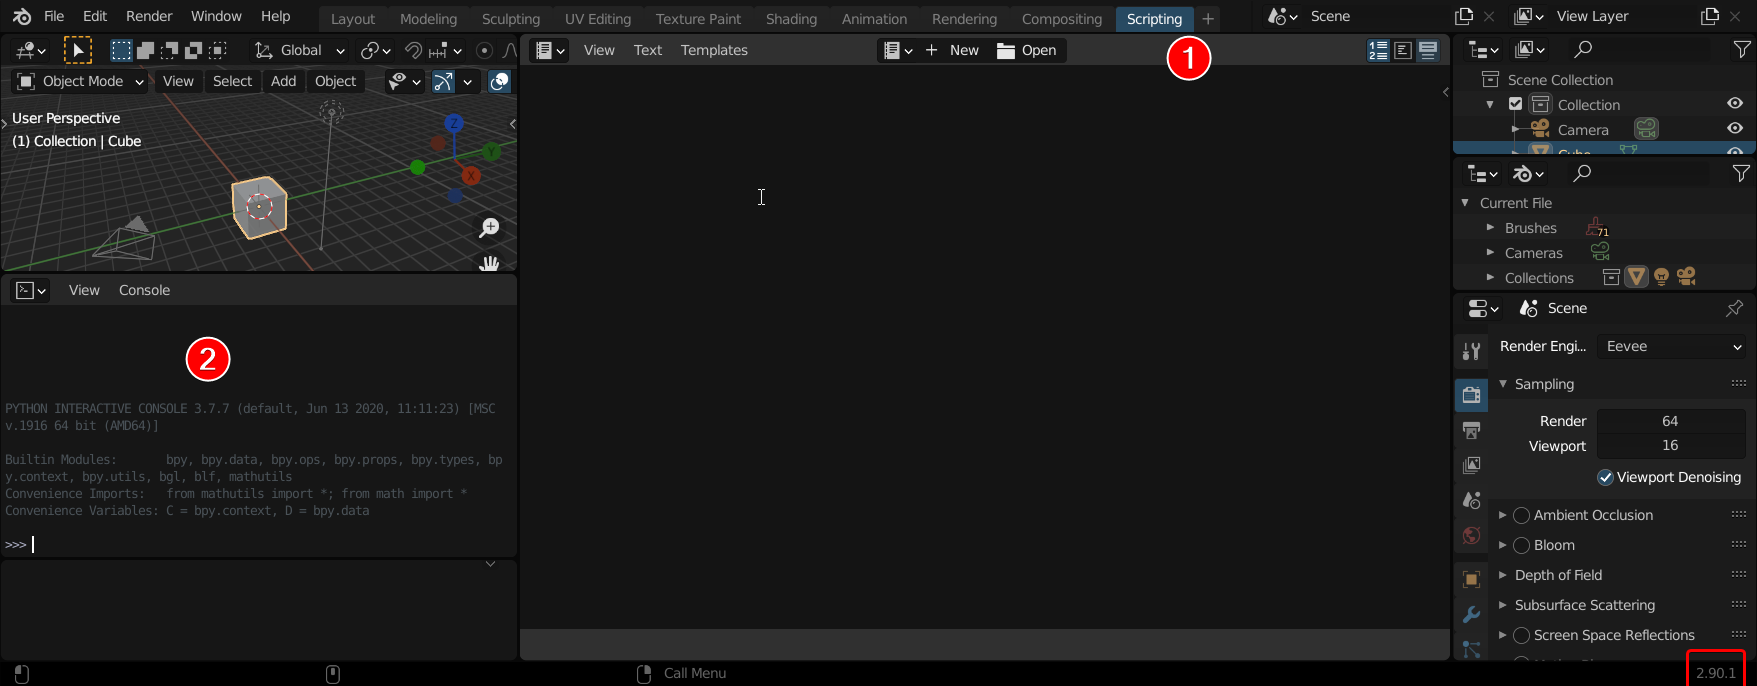 File Edit Render Window Help Layout Modeling Sculpting UV Editing Texture Paint Shading Animation Rendering Compositing Scripting + Scene View Layer
Global
View Text Templates
New Open
1
Object Mode View Select Add Object
User Perspective
(1) Collection | Cube
Z
Y
X
View Console
2
PYTHON INTERACTIVE CONSOLE 3.7.7 (default, Jun 13 2020, 11:11:23) [MSC
v.1916 64 bit (AMD64)]
Builtin Modules: bpy, bpy.data, bpy.ops, bpy.props, bpy.types, bp
y.context, bpy.utils, bgl, blf, mathutils
Convenience Imports: from mathutils import *; from math import *
Convenience Variables: C = bpy.context, D = bpy.data
>>>
Scene Collection
Collection
Camera
Cube
Current File
Brushes 71
Cameras
Collections
Scene
Render Engi... Eevee
Sampling
Render 64
Viewport 16
Viewport Denoising
Ambient Occlusion
Bloom
Depth of Field
Subsurface Scattering
Screen Space Reflections
Call Menu
2.90.1